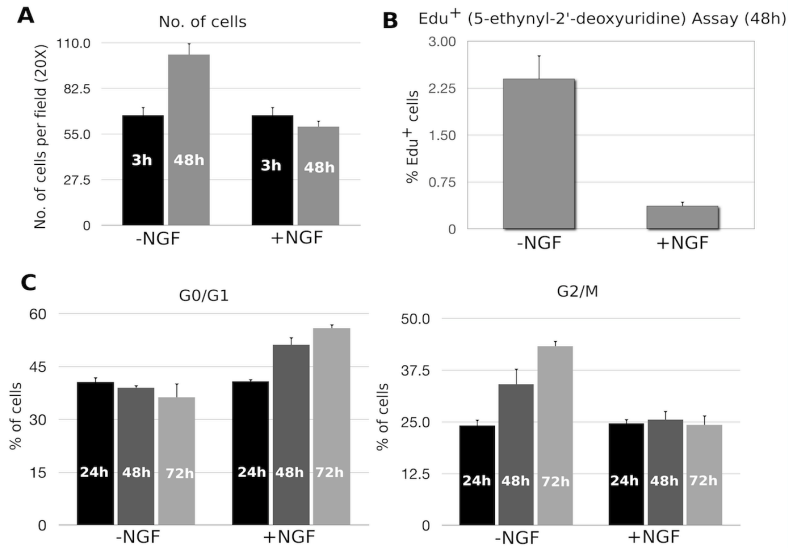 A
No. of cells
No. of cells per field (20X)
110.0
82.5
55.0
27.5
0
3h
48h
3h
48h
-NGF
+NGF
B
Edu+ (5-ethynyl-2'-deoxyuridine) Assay (48h)
% Edu+ cells
3.00
2.25
1.50
0.75
0
-NGF
+NGF
C
G0/G1
% of cells
60
45
30
15
0
24h
48h
72h
24h
48h
72h
-NGF
+NGF
G2/M
% of cells
50.0
37.5
25.0
12.5
0
24h
48h
72h
24h
48h
72h
-NGF
+NGF